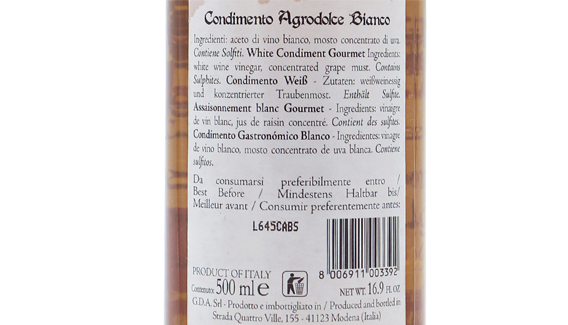 Condimento Agrodolce Bianco
Ingredienti: aceto di vino bianco, mosto concentrato di uva.
Contiene Solfiti. White Condiment Gourmet Ingredients:
white wine vinegar, concentrated grape must. Contains
Sulphites. Condimento Weiß - Zutaten: weißweinessig
und konzentrierter Traubenmost. Enthält Sulfite.
Assaisonnement blanc Gourmet - Ingredients: vinaigre
de vin blanc, jus de raisin concentré. Contient des sulfites.
Condimento Gastronómico Blanco - Ingredientes: vinagre
de vino blanco, mosto concentrado de uva blanca. Contiene
sulfitos.
Da consumarsi preferibilmente entro /
Best Before / Mindestens Haltbar bis/
Meilleur avant / Consumir preferentemente antes:
L645CAB5
8 006911 003392
PRODUCT OF ITALY
Contenuto: 500 ml e NET WT. 16.9 FL OZ
G.D.A. Srl - Prodotto e imbottigliato in / Produced and bottled in
Strada Quattro Ville, 155 - 41123 Modena (Italia)